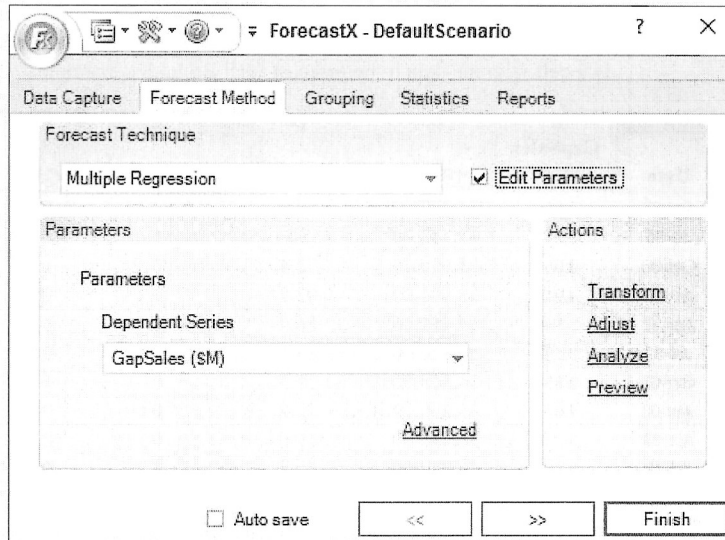 Fx ForecastX - DefaultScenario ? ×
Data Capture Forecast Method Grouping Statistics Reports
Forecast Technique
Multiple Regression Edit Parameters
Parameters Actions
Parameters
Dependent Series
GapSales ($M)
Advanced
Transform
Adjust
Analyze
Preview
Auto save << >> Finish